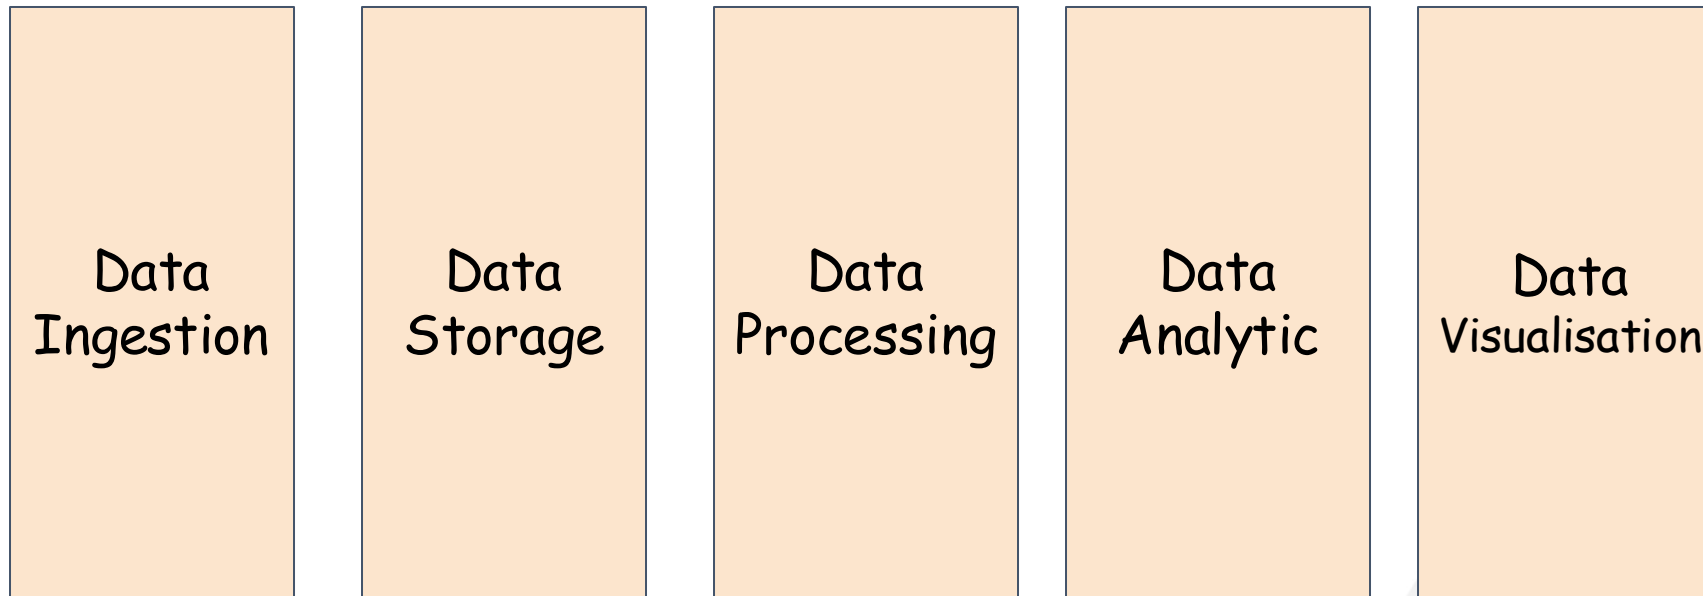 Data
Ingestion
Data
Storage
Data
Processing
Data
Analytic
Data
Visualisation